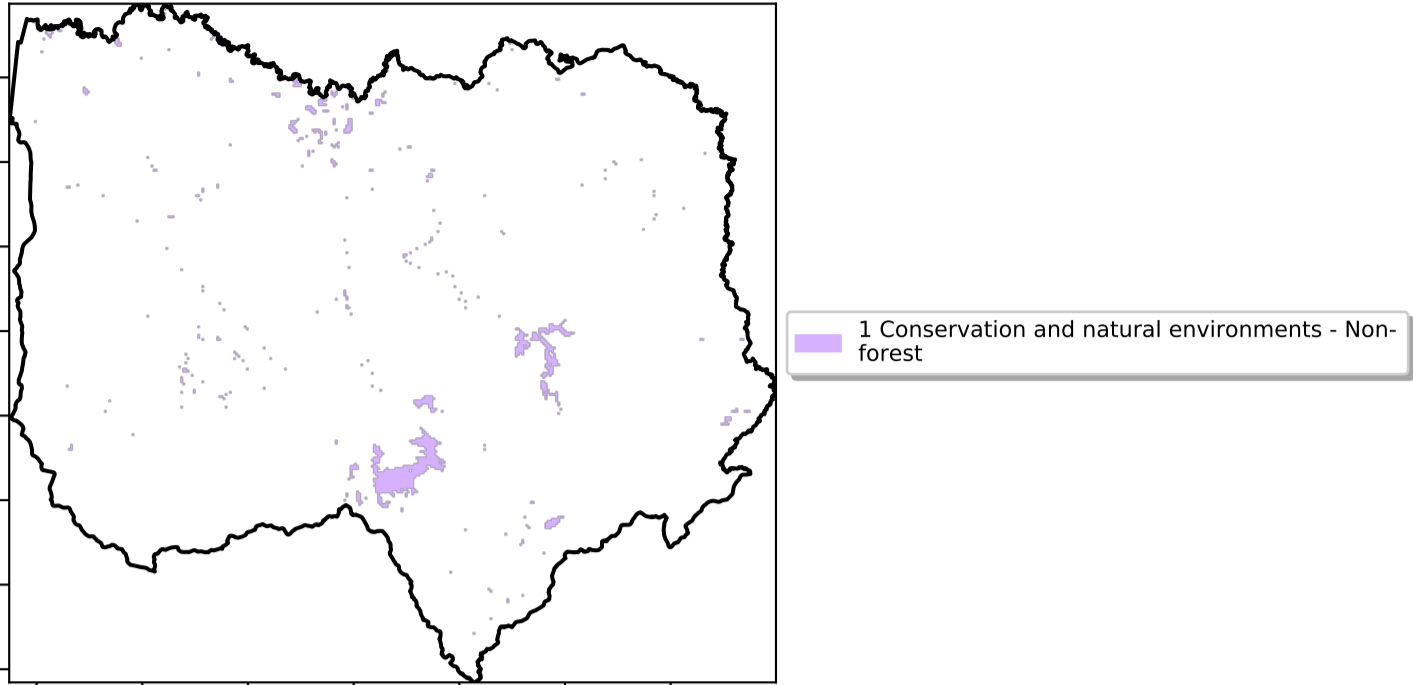 1 Conservation and natural environments - Non-
forest